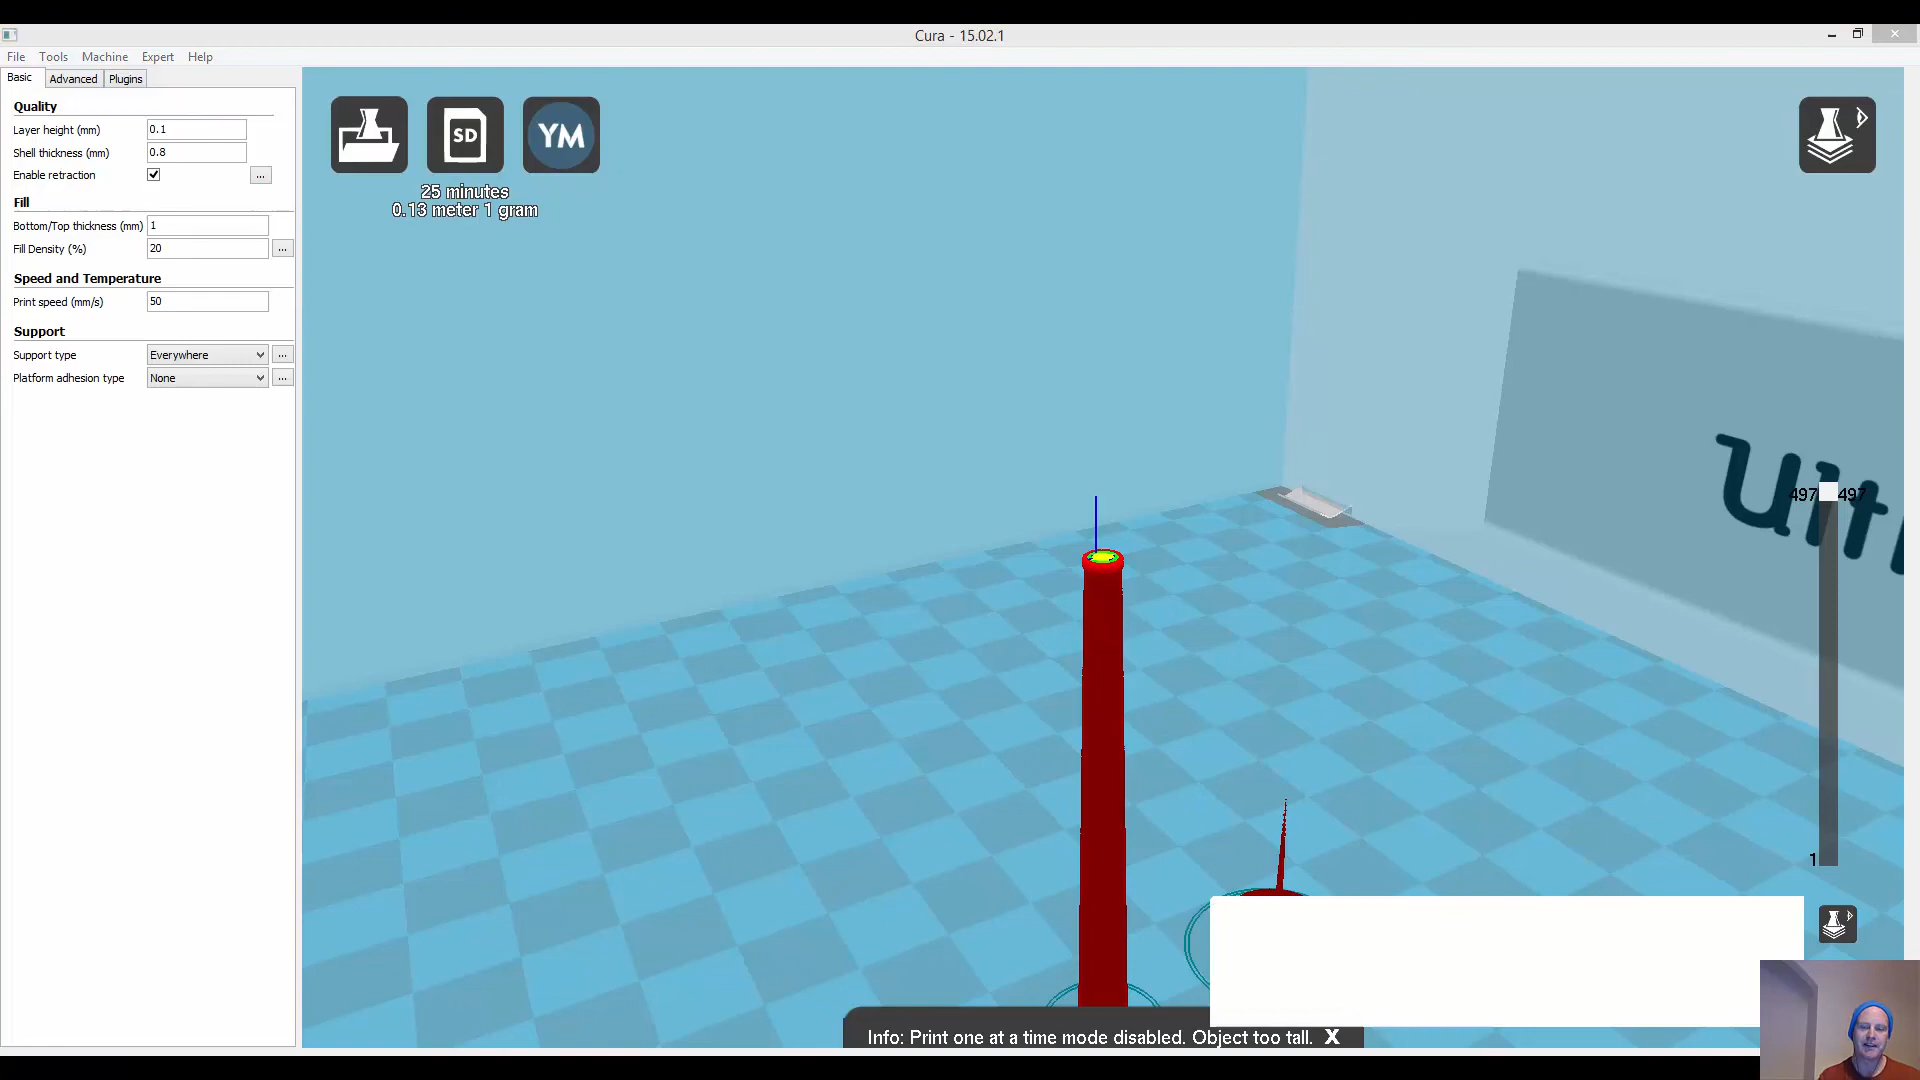 Cura - 15.02.1
File Tools Machine Expert Help
Basic Advanced Plugins
Quality
Layer height (mm) 0.1
Shell thickness (mm) 0.8
Enable retraction ...
Fill
Bottom/Top thickness (mm) 1
Fill Density (%) 20 ...
Speed and Temperature
Print speed (mm/s) 50
Support
Support type Everywhere ...
Platform adhesion type None ...
SD
YM
25 minutes
0.13 meter 1 gram
Ulti
497 497
1
Info: Print one at a time mode disabled. Object too tall. X